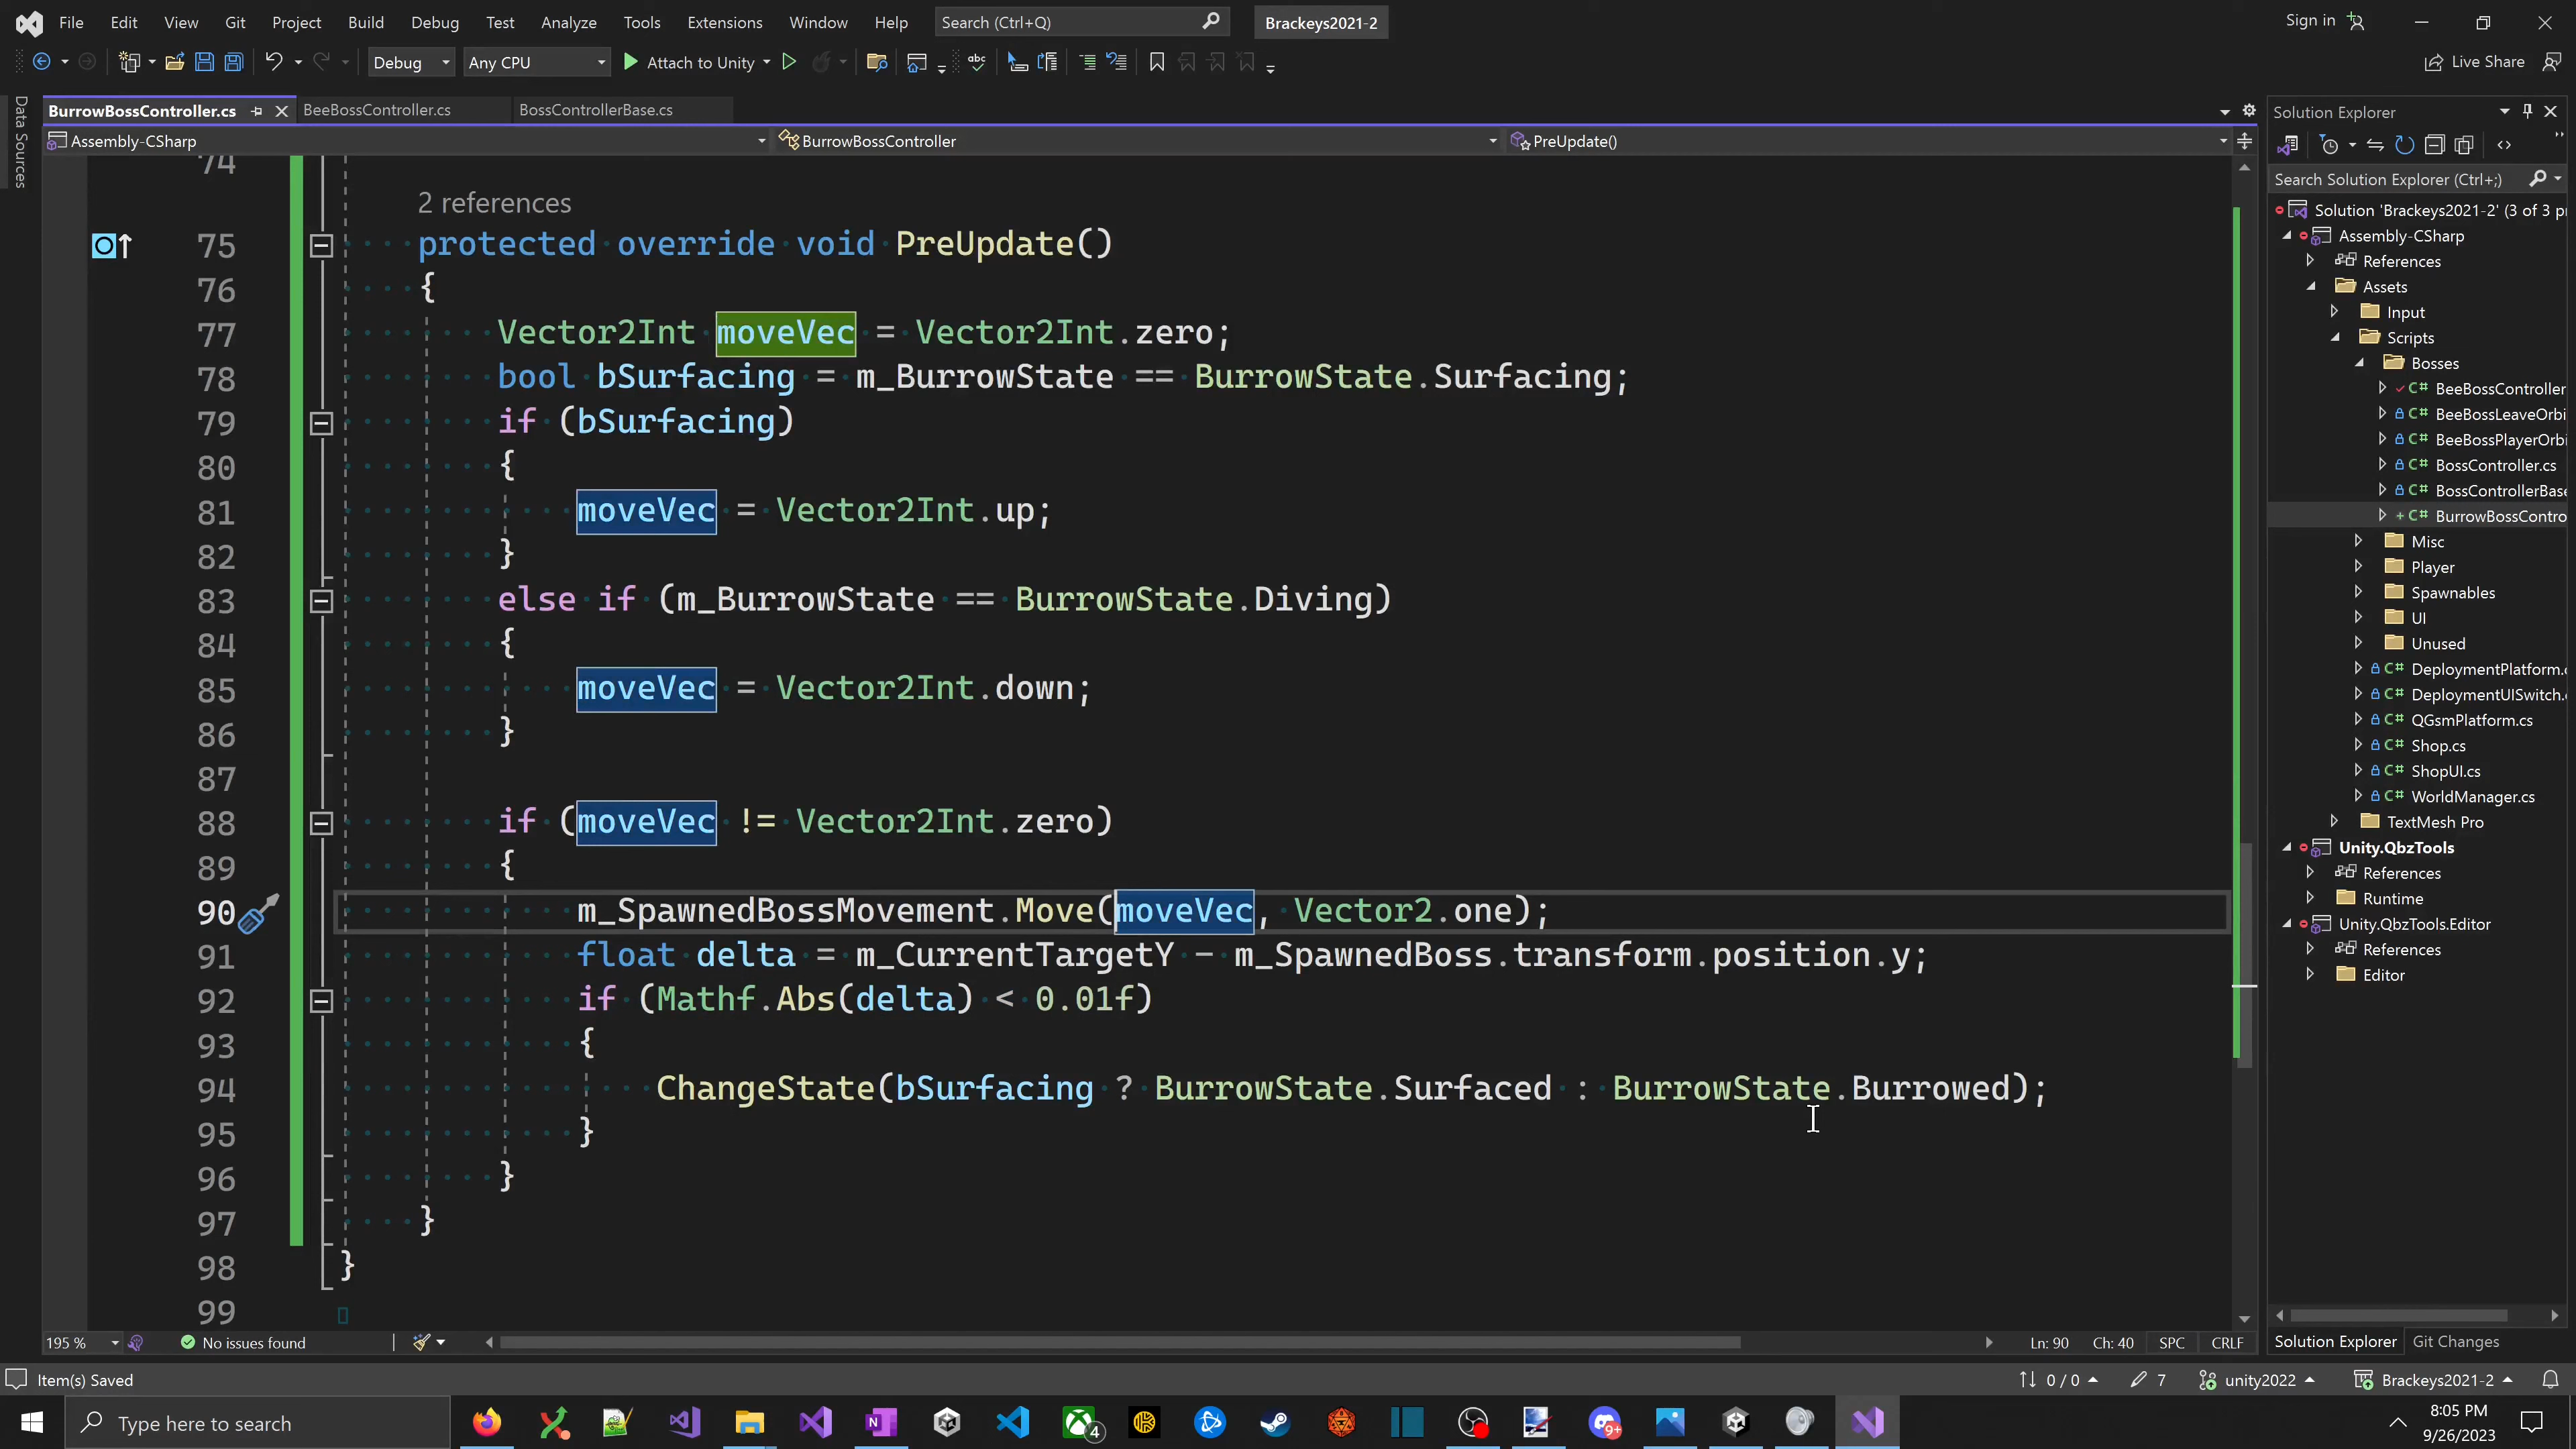 File Edit View Git Project Build Debug Test Analyze Tools Extensions Window Help Search (Ctrl+Q) Brackeys2021-2 Sign in
Debug Any CPU Attach to Unity Live Share
Data Sources
BurrowBossController.cs BeeBossController.cs BossControllerBase.cs
Assembly-CSharp BurrowBossController PreUpdate()
74
2 references
75 protected override void PreUpdate()
76 {
77 Vector2Int moveVec = Vector2Int.zero;
78 bool bSurfacing = m_BurrowState == BurrowState.Surfacing;
79 if (bSurfacing)
80 {
81 moveVec = Vector2Int.up;
82 }
83 else if (m_BurrowState == BurrowState.Diving)
84 {
85 moveVec = Vector2Int.down;
86 }
87
88 if (moveVec != Vector2Int.zero)
89 {
90 m_SpawnedBossMovement.Move(moveVec, Vector2.one);
91 float delta = m_CurrentTargetY - m_SpawnedBoss.transform.position.y;
92 if (Mathf.Abs(delta) < 0.01f)
93 {
94 ChangeState(bSurfacing ? BurrowState.Surfaced : BurrowState.Burrowed);
95 }
96 }
97 }
98 }
99
195 % No issues found Ln: 90 Ch: 40 SPC CRLF
Solution Explorer
Search Solution Explorer (Ctrl+;)
Solution 'Brackeys2021-2' (3 of 3 p
Assembly-CSharp
References
Assets
Input
Scripts
Bosses
C# BeeBossController
C# BeeBossLeaveOrbi
C# BeeBossPlayerOrbi
C# BossController.cs
C# BossControllerBase
C# BurrowBossContro
Misc
Player
Spawnables
UI
Unused
C# DeploymentPlatform.c
C# DeploymentUISwitch.c
C# QGsmPlatform.cs
C# Shop.cs
C# ShopUI.cs
C# WorldManager.cs
TextMesh Pro
Unity.QbzTools
References
Runtime
Unity.QbzTools.Editor
References
Editor
Solution Explorer Git Changes
Item(s) Saved 0 / 0 7 unity2022 Brackeys2021-2
Type here to search 4 9+ 8:05 PM
9/26/2023